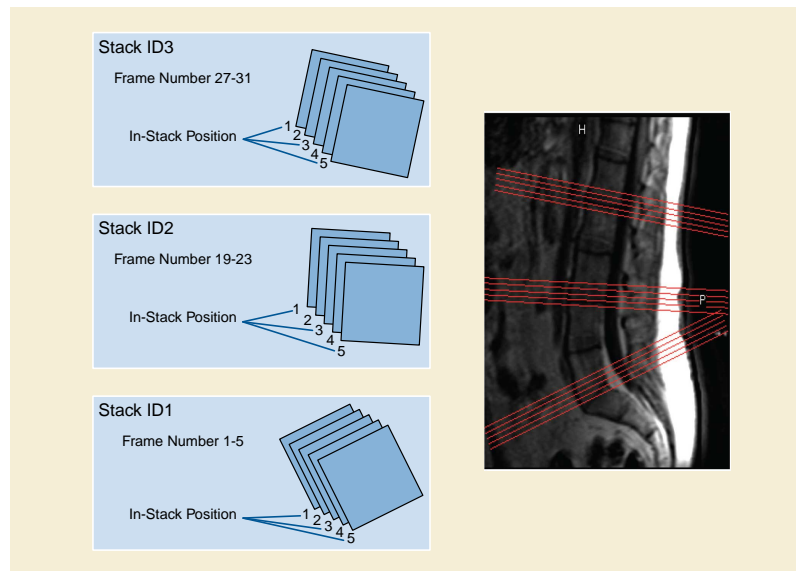 Stack ID3
Frame Number 27-31
In-Stack Position
1
2
3
4
5
Stack ID2
Frame Number 19-23
In-Stack Position
1
2
3
4
5
Stack ID1
Frame Number 1-5
In-Stack Position
1
2
3
4
5
H
P